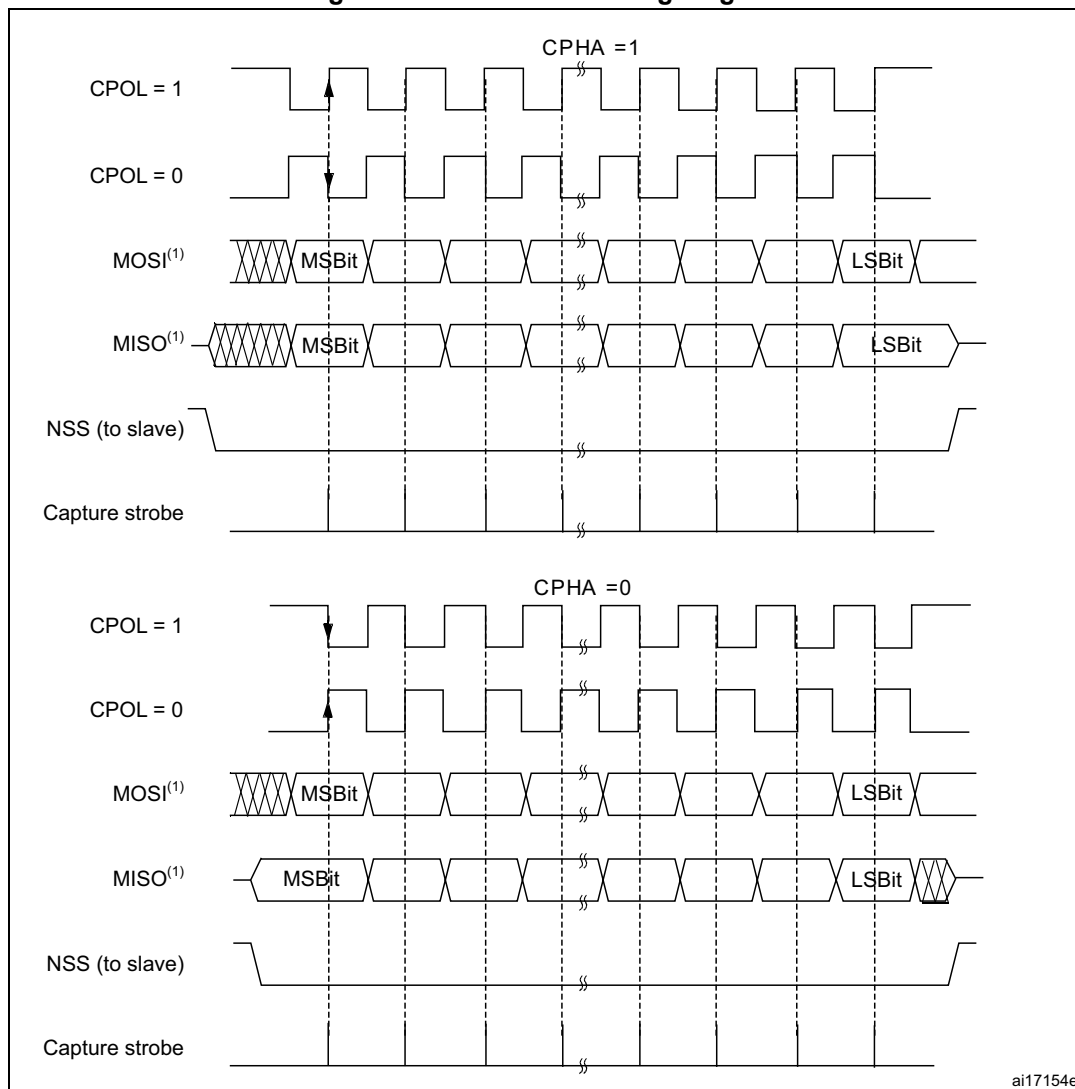 CPHA =1
CPOL = 1
CPOL = 0
MOSI(1) MSBit LSBit
MISO(1) MSBit LSBit
NSS (to slave)
Capture strobe
CPHA =0
CPOL = 1
CPOL = 0
MOSI(1) MSBit LSBit
MISO(1) MSBit LSBit
NSS (to slave)
Capture strobe
ai17154e